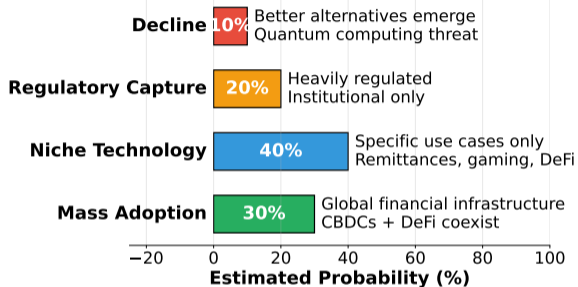 Decline 10% Better alternatives emerge
Quantum computing threat
Regulatory Capture 20% Heavily regulated
Institutional only
Niche Technology 40% Specific use cases only
Remittances, gaming, DeFi
Mass Adoption 30% Global financial infrastructure
CBDCs + DeFi coexist
−20 0 20 40 60 80 100
Estimated Probability (%)